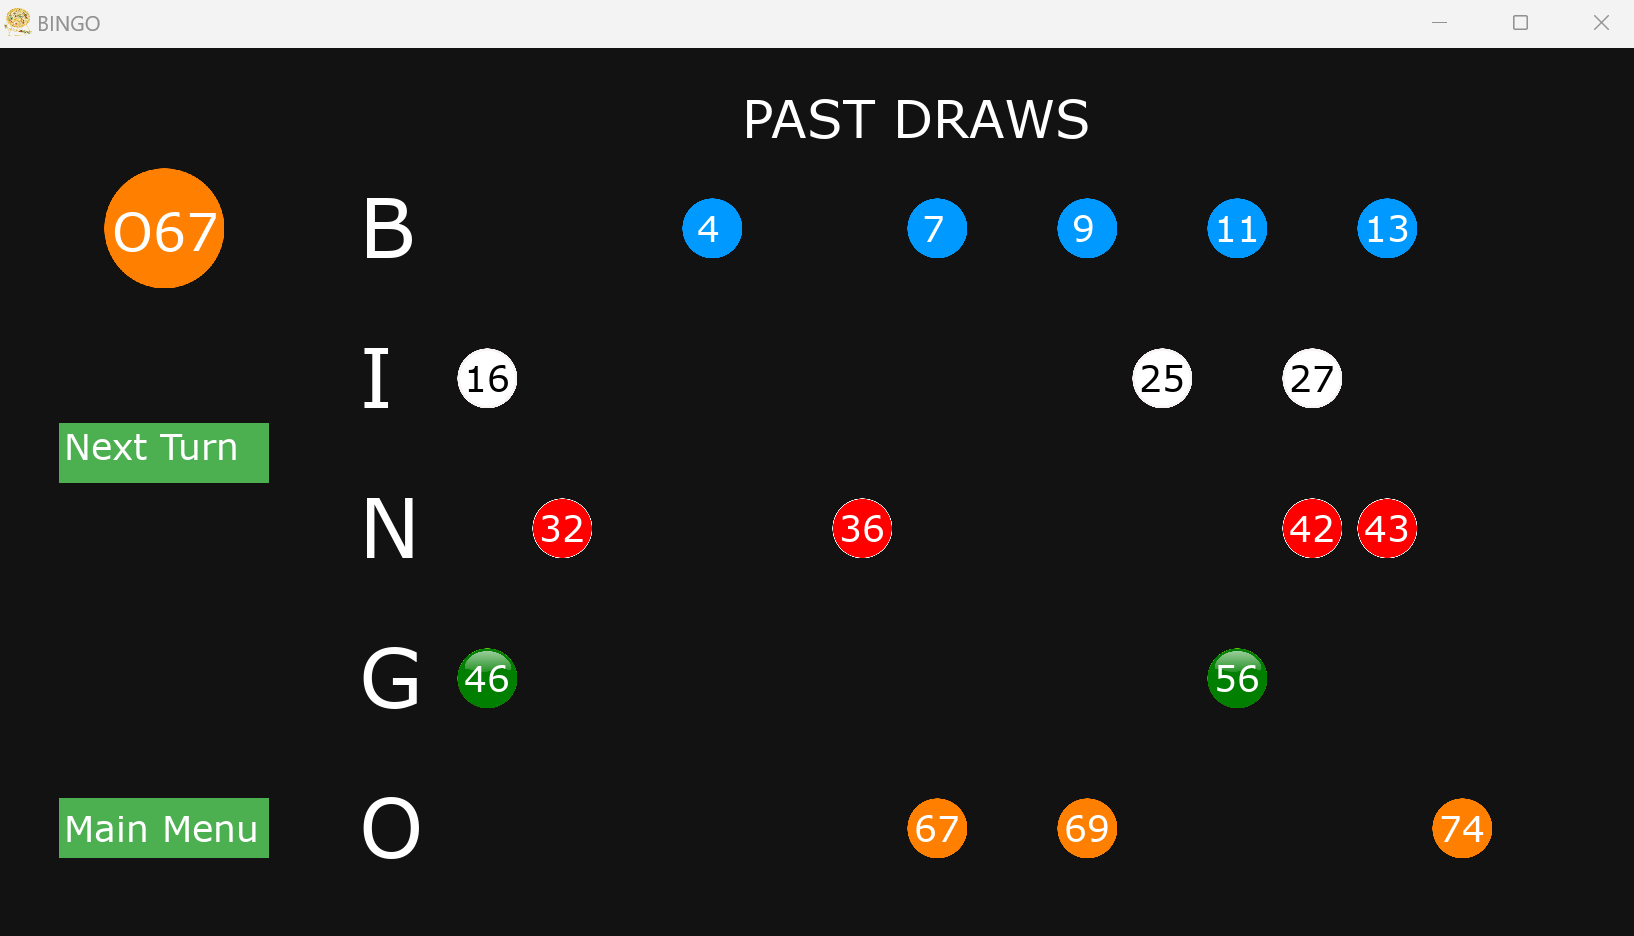 BINGO
PAST DRAWS
O67
B 4 7 9 11 13
I 16 25 27
Next Turn
N 32 36 42 43
G 46 56
Main Menu
O 67 69 74